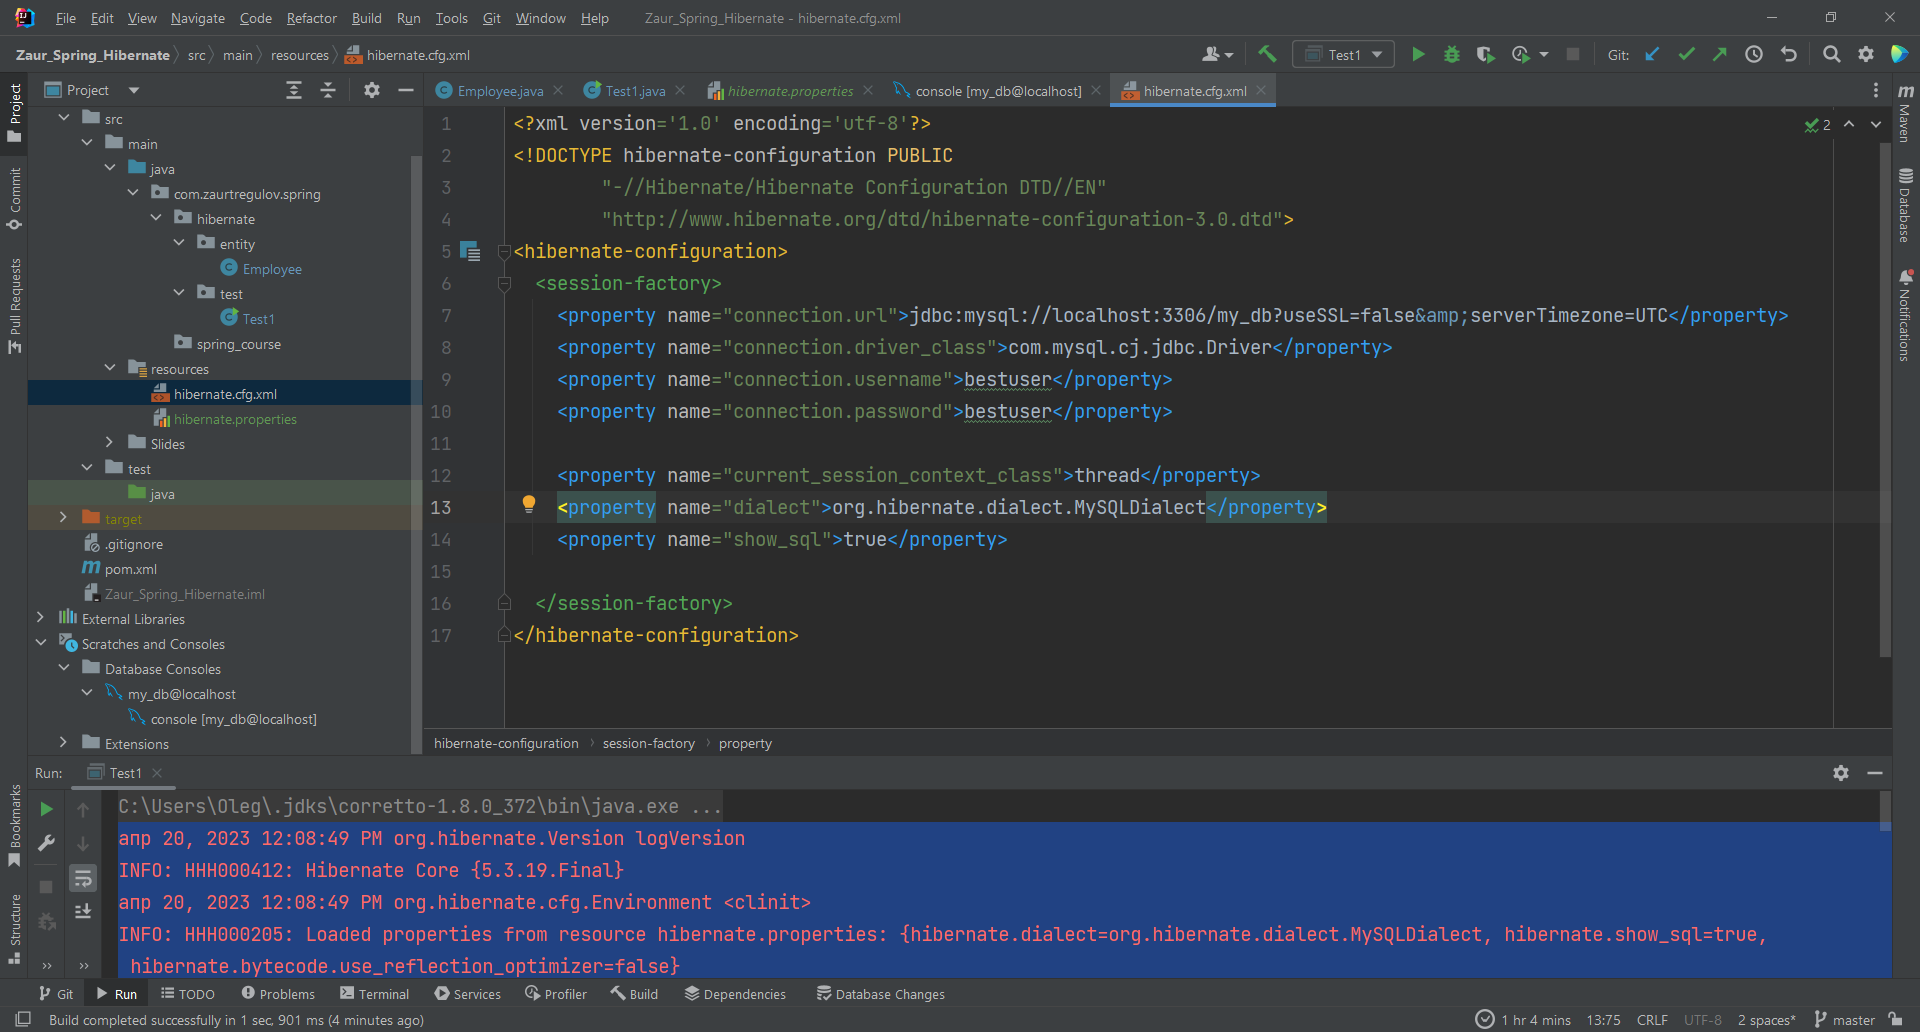 File Edit View Navigate Code Refactor Build Run Tools Git Window Help Zaur_Spring_Hibernate - hibernate.cfg.xml
Zaur_Spring_Hibernate src main resources hibernate.cfg.xml Test1 Git:
Project
Employee.java Test1.java hibernate.properties console [my_db@localhost] hibernate.cfg.xml
src
main
java
com.zaurtregulov.spring
hibernate
entity
Employee
test
Test1
spring_course
resources
hibernate.cfg.xml
hibernate.properties
Slides
test
java
target
.gitignore
pom.xml
Zaur_Spring_Hibernate.iml
External Libraries
Scratches and Consoles
Database Consoles
my_db@localhost
console [my_db@localhost]
Extensions
Project
Commit
Pull Requests
Bookmarks
Structure
1 <?xml version='1.0' encoding='utf-8'?>
2 <!DOCTYPE hibernate-configuration PUBLIC
3 "-//Hibernate/Hibernate Configuration DTD//EN"
4 "http://www.hibernate.org/dtd/hibernate-configuration-3.0.dtd">
5 <hibernate-configuration>
6 <session-factory>
7 <property name="connection.url">jdbc:mysql://localhost:3306/my_db?useSSL=false&amp;serverTimezone=UTC</property>
8 <property name="connection.driver_class">com.mysql.cj.jdbc.Driver</property>
9 <property name="connection.username">bestuser</property>
10 <property name="connection.password">bestuser</property>
11
12 <property name="current_session_context_class">thread</property>
13 <property name="dialect">org.hibernate.dialect.MySQLDialect</property>
14 <property name="show_sql">true</property>
15
16 </session-factory>
17 </hibernate-configuration>
2
Maven
Database
Notifications
hibernate-configuration session-factory property
Run: Test1
C:\Users\Oleg\.jdks\corretto-1.8.0_372\bin\java.exe ...
апр 20, 2023 12:08:49 PM org.hibernate.Version logVersion
INFO: HHH000412: Hibernate Core {5.3.19.Final}
апр 20, 2023 12:08:49 PM org.hibernate.cfg.Environment <clinit>
INFO: HHH000205: Loaded properties from resource hibernate.properties: {hibernate.dialect=org.hibernate.dialect.MySQLDialect, hibernate.show_sql=true,
hibernate.bytecode.use_reflection_optimizer=false}
Git Run TODO Problems Terminal Services Profiler Build Dependencies Database Changes
Build completed successfully in 1 sec, 901 ms (4 minutes ago) 1 hr 4 mins 13:75 CRLF UTF-8 2 spaces* master